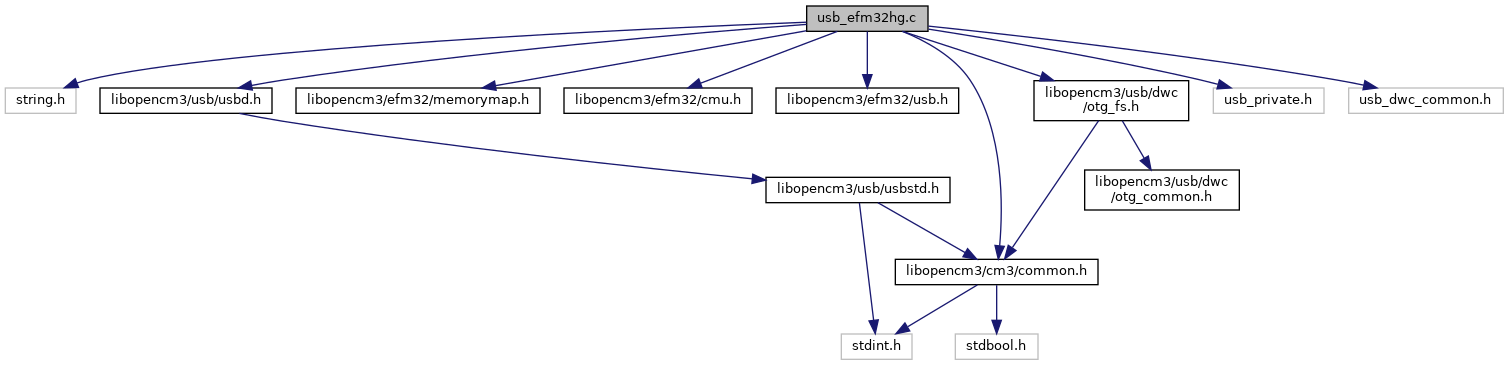 usb_efm32hg.c
string.h
libopencm3/usb/usbd.h
libopencm3/efm32/memorymap.h
libopencm3/efm32/cmu.h
libopencm3/efm32/usb.h
libopencm3/usb/dwc
/otg_fs.h
usb_private.h
usb_dwc_common.h
libopencm3/usb/usbstd.h
libopencm3/usb/dwc
/otg_common.h
libopencm3/cm3/common.h
stdint.h
stdbool.h